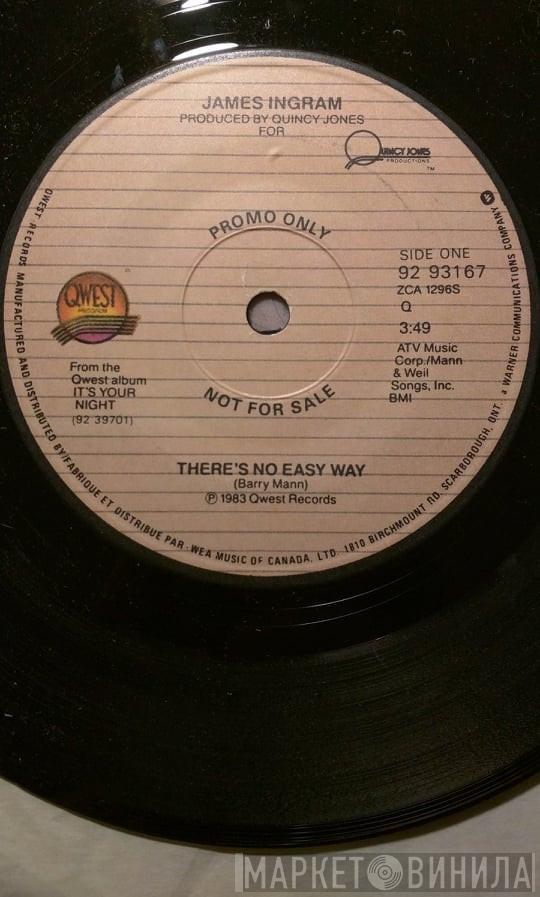 JAMES INGRAM
PRODUCED BY QUINCY JONES
FOR
QUINCY JONES
PRODUCTIONS
™
PROMO ONLY
SIDE ONE
92 93167
ZCA 1296S
Q
3:49
ATV Music
Corp./Mann
& Weil
Songs, Inc.
BMI
QWEST
RECORDS
From the
Qwest album
IT'S YOUR
NIGHT
(92 39701)
NOT FOR SALE
THERE'S NO EASY WAY
(Barry Mann)
℗ 1983 Qwest Records
QWEST RECORDS MANUFACTURED AND DISTRIBUTED BY/FABRIQUE ET DISTRIBUE PAR WEA MUSIC OF CANADA, LTD. 1810 BIRCHMOUNT RD. SCARBOROUGH, ONT. A WARNER COMMUNICATIONS COMPANY
МАРКЕТ ВИНИЛА